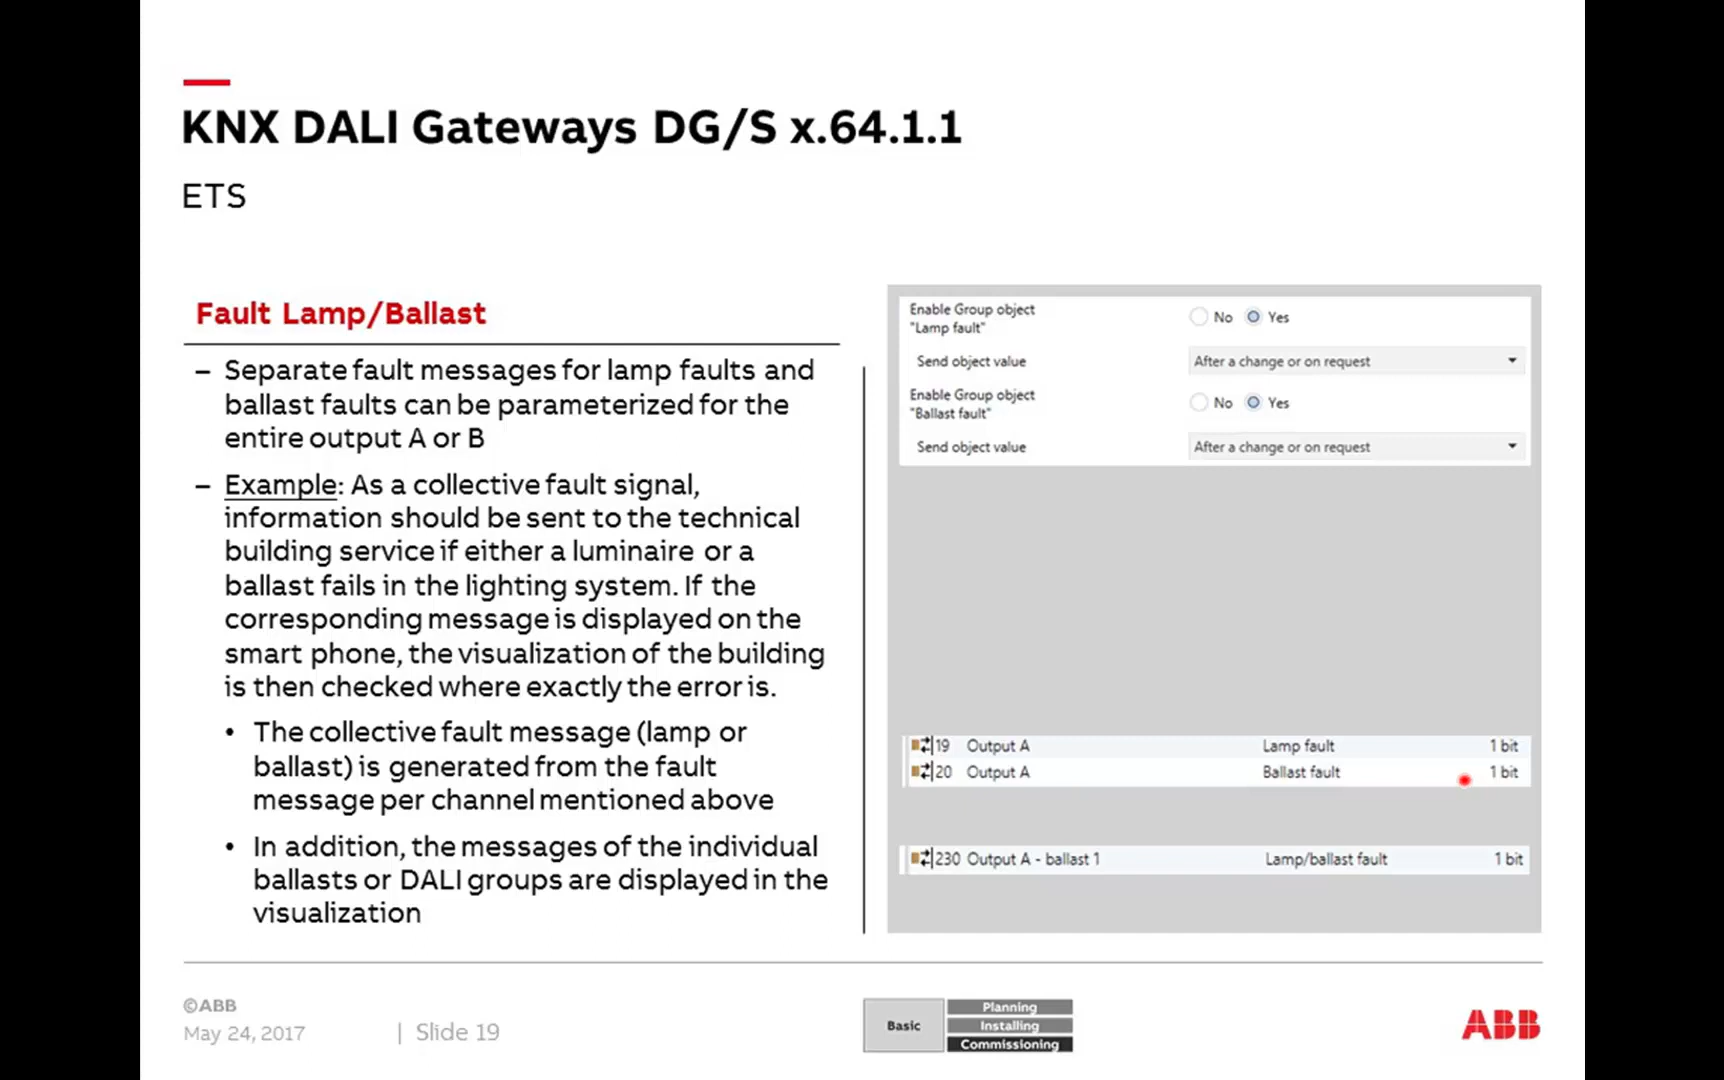 KNX DALI Gateways DG/S x.64.1.1
ETS
Fault Lamp/Ballast
– Separate fault messages for lamp faults and
ballast faults can be parameterized for the
entire output A or B
– Example: As a collective fault signal,
information should be sent to the technical
building service if either a luminaire or a
ballast fails in the lighting system. If the
corresponding message is displayed on the
smart phone, the visualization of the building
is then checked where exactly the error is.
• The collective fault message (lamp or
ballast) is generated from the fault
message per channel mentioned above
• In addition, the messages of the individual
ballasts or DALI groups are displayed in the
visualization
Enable Group object
"Lamp fault"
No Yes
Send object value After a change or on request
Enable Group object
"Ballast fault"
No Yes
Send object value After a change or on request
19 Output A Lamp fault 1 bit
20 Output A Ballast fault 1 bit
230 Output A - ballast 1 Lamp/ballast fault 1 bit
©ABB
May 24, 2017 | Slide 19
Basic
Planning
Installing
Commissioning
ABB